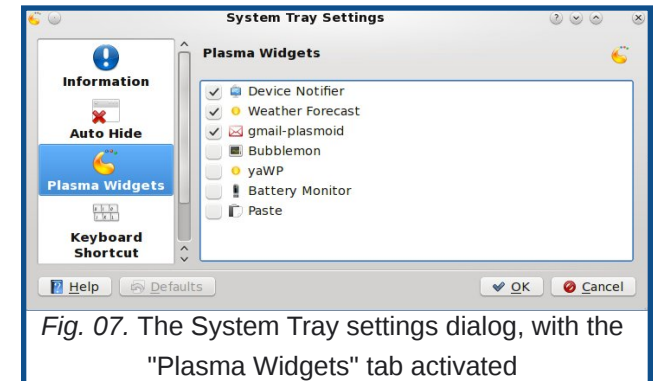 System Tray Settings
Plasma Widgets
Information
Auto Hide
Plasma Widgets
Keyboard
Shortcut
Device Notifier
Weather Forecast
gmail-plasmoid
Bubblemon
yaWP
Battery Monitor
Paste
Help
Defaults
OK
Cancel
Fig. 07. The System Tray settings dialog, with the
"Plasma Widgets" tab activated